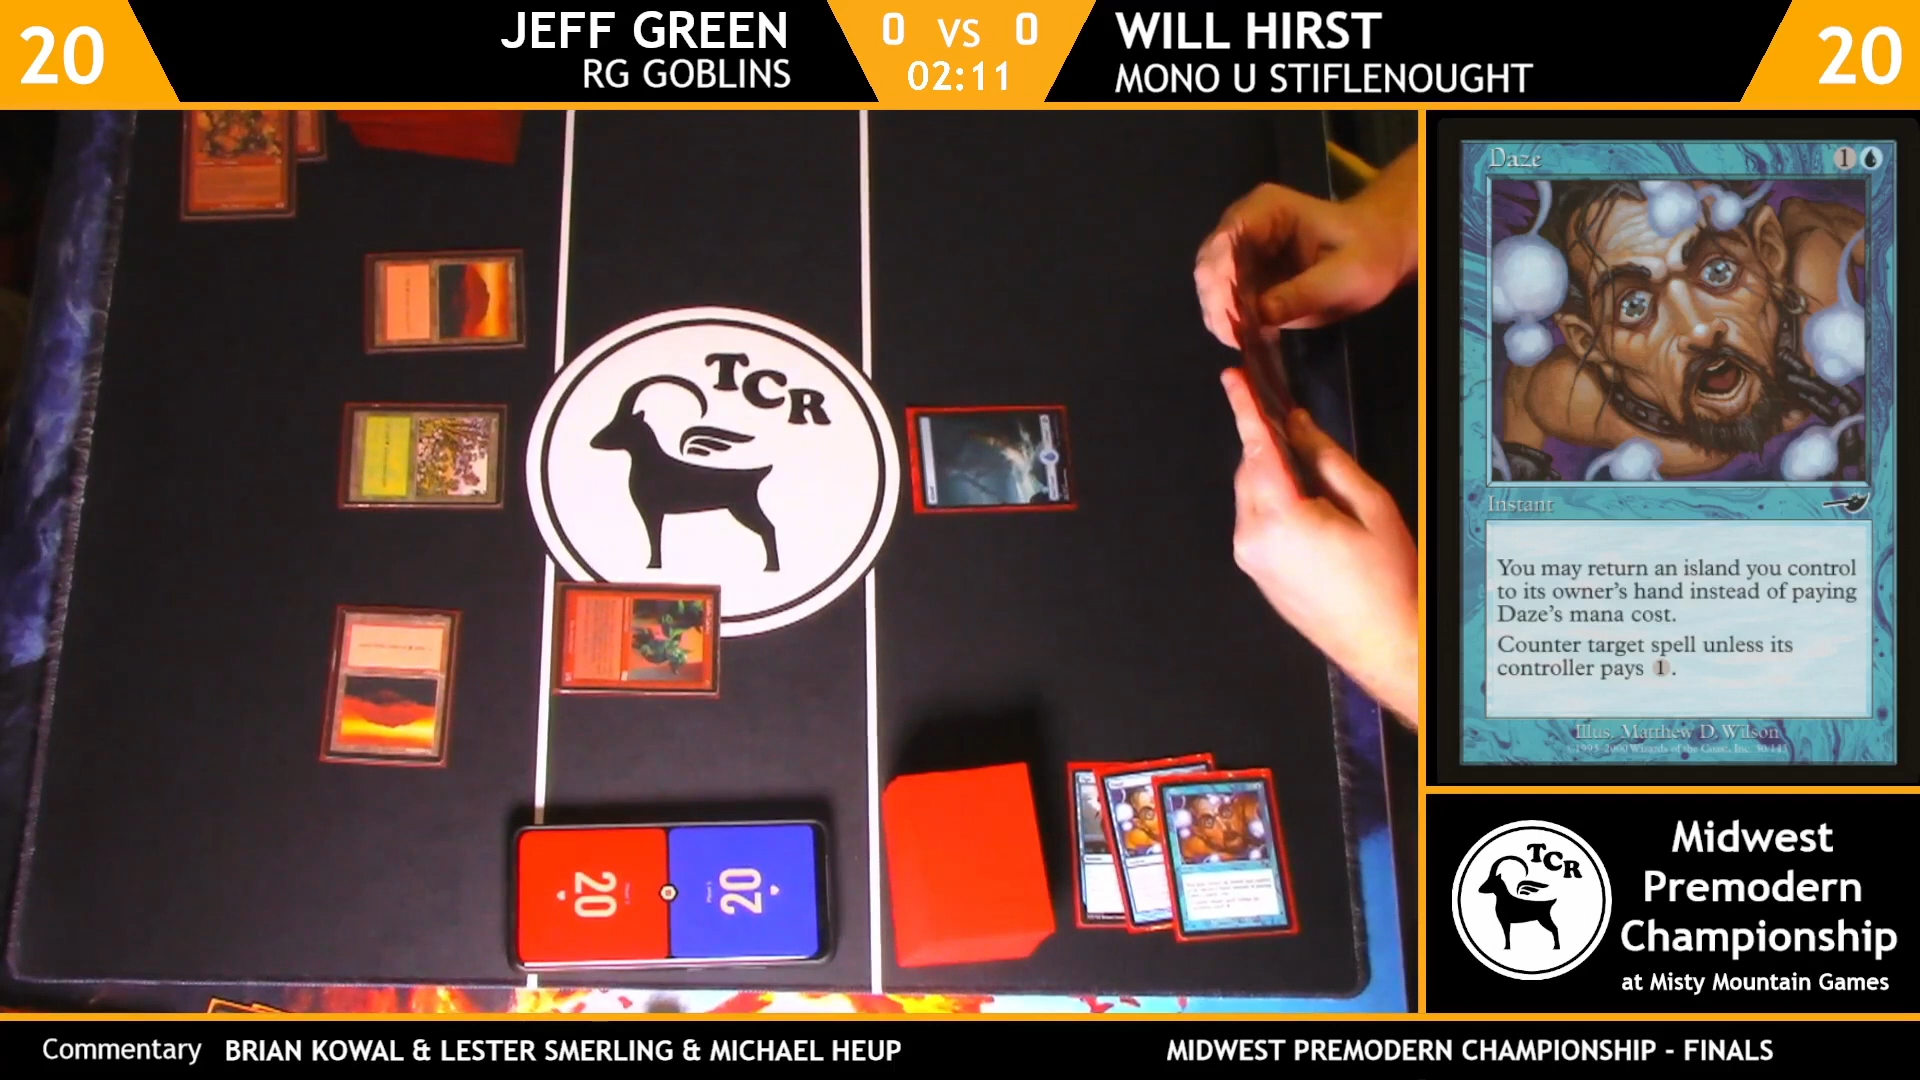 20
JEFF GREEN
RG GOBLINS
0 VS 0
02:11
WILL HIRST
MONO U STIFLENOUGHT
20
TCR
20
20
Daze
1
Instant
You may return an island you control
to its owner's hand instead of paying
Daze's mana cost.
Counter target spell unless its
controller pays 1.
Illus. Matthew D. Wilson
TCR
Midwest
Premodern
Championship
at Misty Mountain Games
Commentary BRIAN KOWAL & LESTER SMERLING & MICHAEL HEUP
MIDWEST PREMODERN CHAMPIONSHIP - FINALS